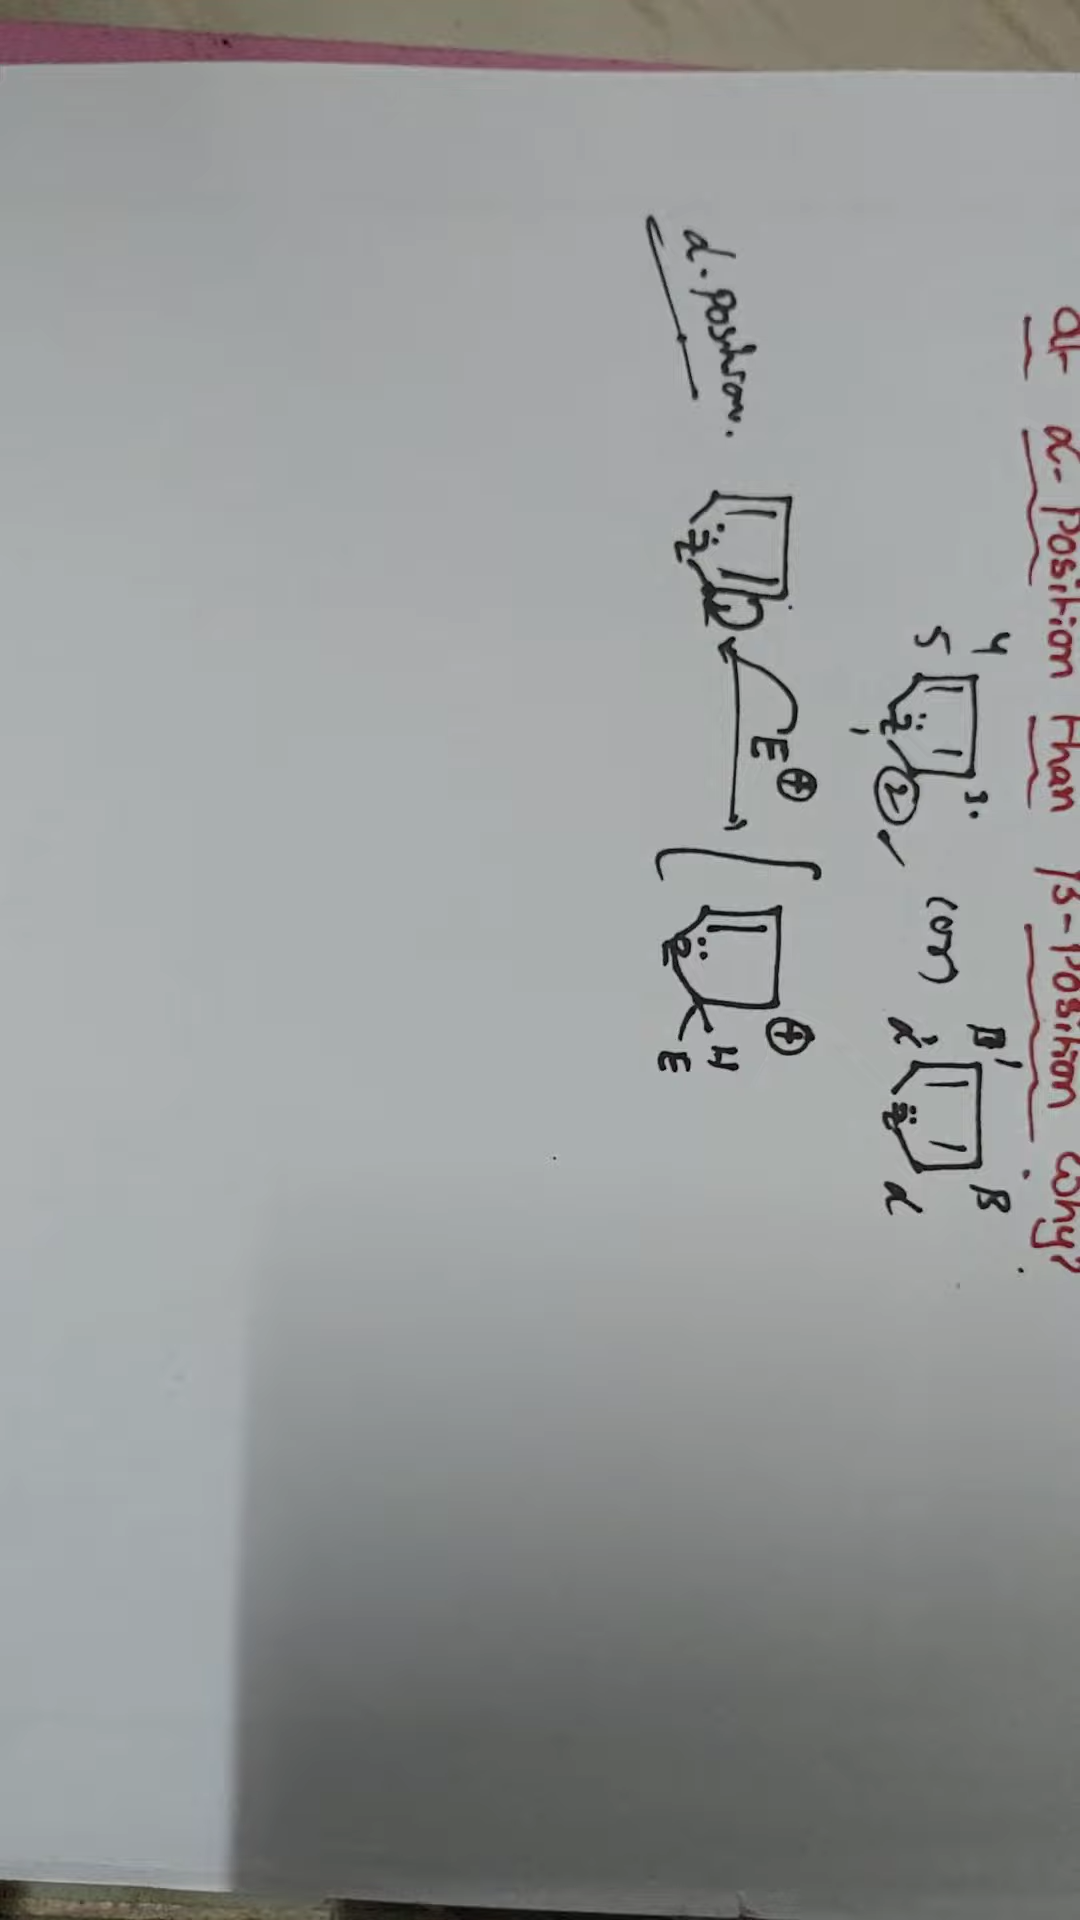 at α- Position than β-Position why?
4 3.
5 Z 2 (or) β' β
1 α' Z α
α-position. Z E ⊕ Z ⊕ H E